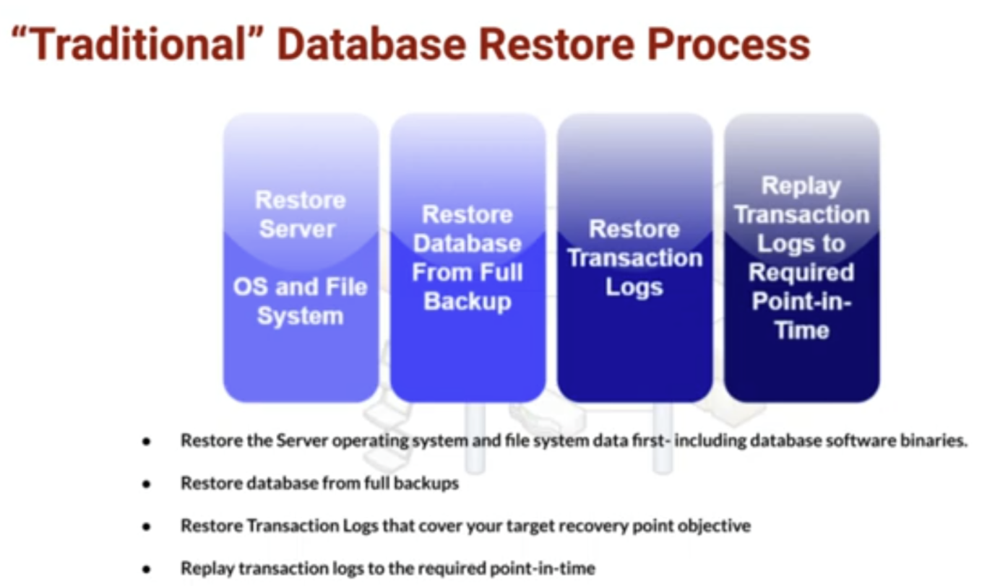 “Traditional” Database Restore Process
Restore
Server
OS and File
System
Restore
Database
From Full
Backup
Restore
Transaction
Logs
Replay
Transaction
Logs to
Required
Point-in-
Time
● Restore the Server operating system and file system data first- including database software binaries.
● Restore database from full backups
● Restore Transaction Logs that cover your target recovery point objective
● Replay transaction logs to the required point-in-time